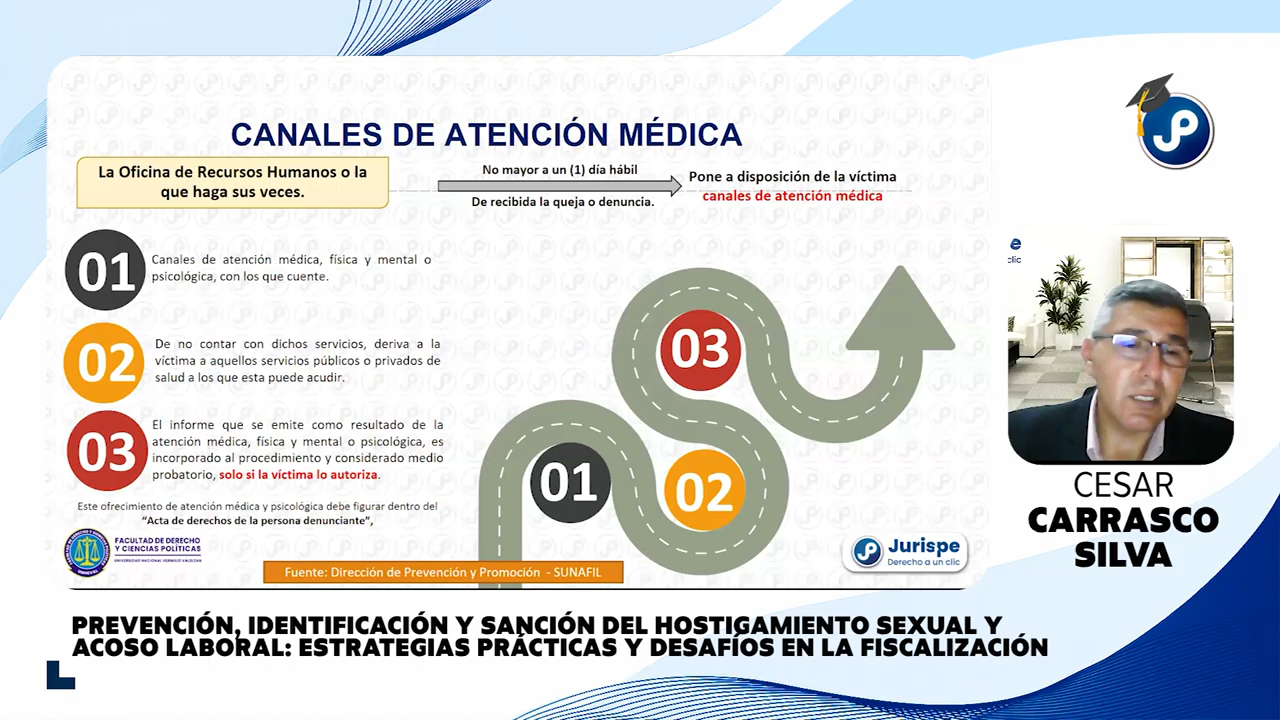 CANALES DE ATENCIÓN MÉDICA
La Oficina de Recursos Humanos o la
que haga sus veces.
No mayor a un (1) día hábil
De recibida la queja o denuncia.
Pone a disposición de la víctima
canales de atención médica
01
Canales de atención médica, física y mental o
psicológica, con los que cuente.
02
De no contar con dichos servicios, deriva a la
víctima a aquellos servicios públicos o privados de
salud a los que esta puede acudir.
03
El informe que se emite como resultado de la
atención médica, física y mental o psicológica, es
incorporado al procedimiento y considerado medio
probatorio, solo si la víctima lo autoriza.
Este ofrecimiento de atención médica y psicológica debe figurar dentro del
“Acta de derechos de la persona denunciante”,
03
01
02
FACULTAD DE DERECHO
Y CIENCIAS POLÍTICAS
UNIVERSIDAD NACIONAL HERMILIO VALDIZAN
Fuente: Dirección de Prevención y Promoción - SUNAFIL
JP
Jurispe
Derecho a un clic
JP
e
clic
CESAR
CARRASCO
SILVA
PREVENCIÓN, IDENTIFICACIÓN Y SANCIÓN DEL HOSTIGAMIENTO SEXUAL Y
ACOSO LABORAL: ESTRATEGIAS PRÁCTICAS Y DESAFÍOS EN LA FISCALIZACIÓN